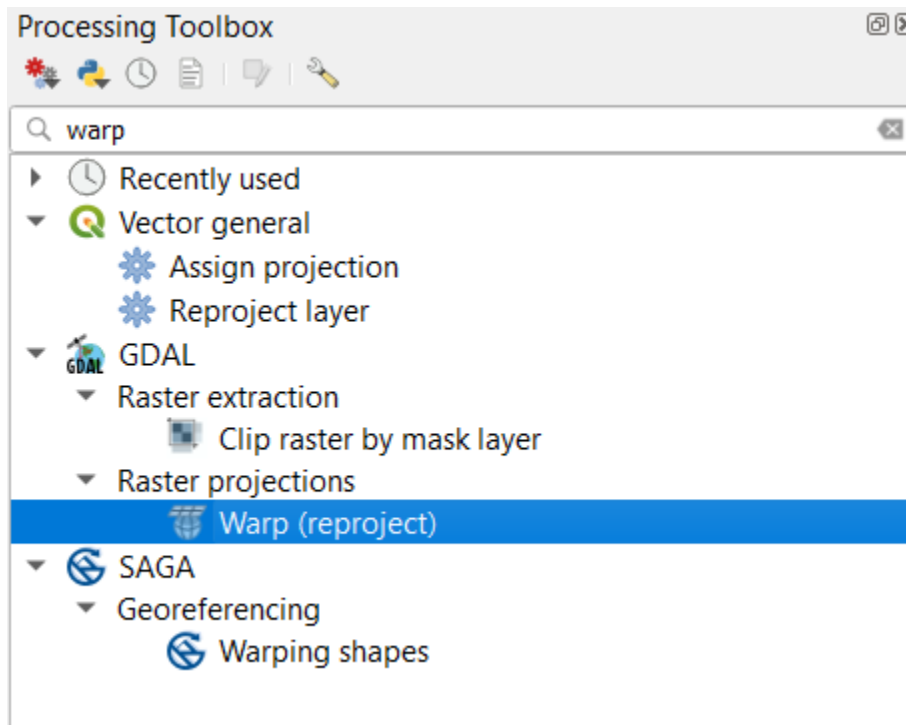 Processing Toolbox
warp
Recently used
Vector general
Assign projection
Reproject layer
GDAL GDAL
Raster extraction
Clip raster by mask layer
Raster projections
Warp (reproject)
SAGA
Georeferencing
Warping shapes